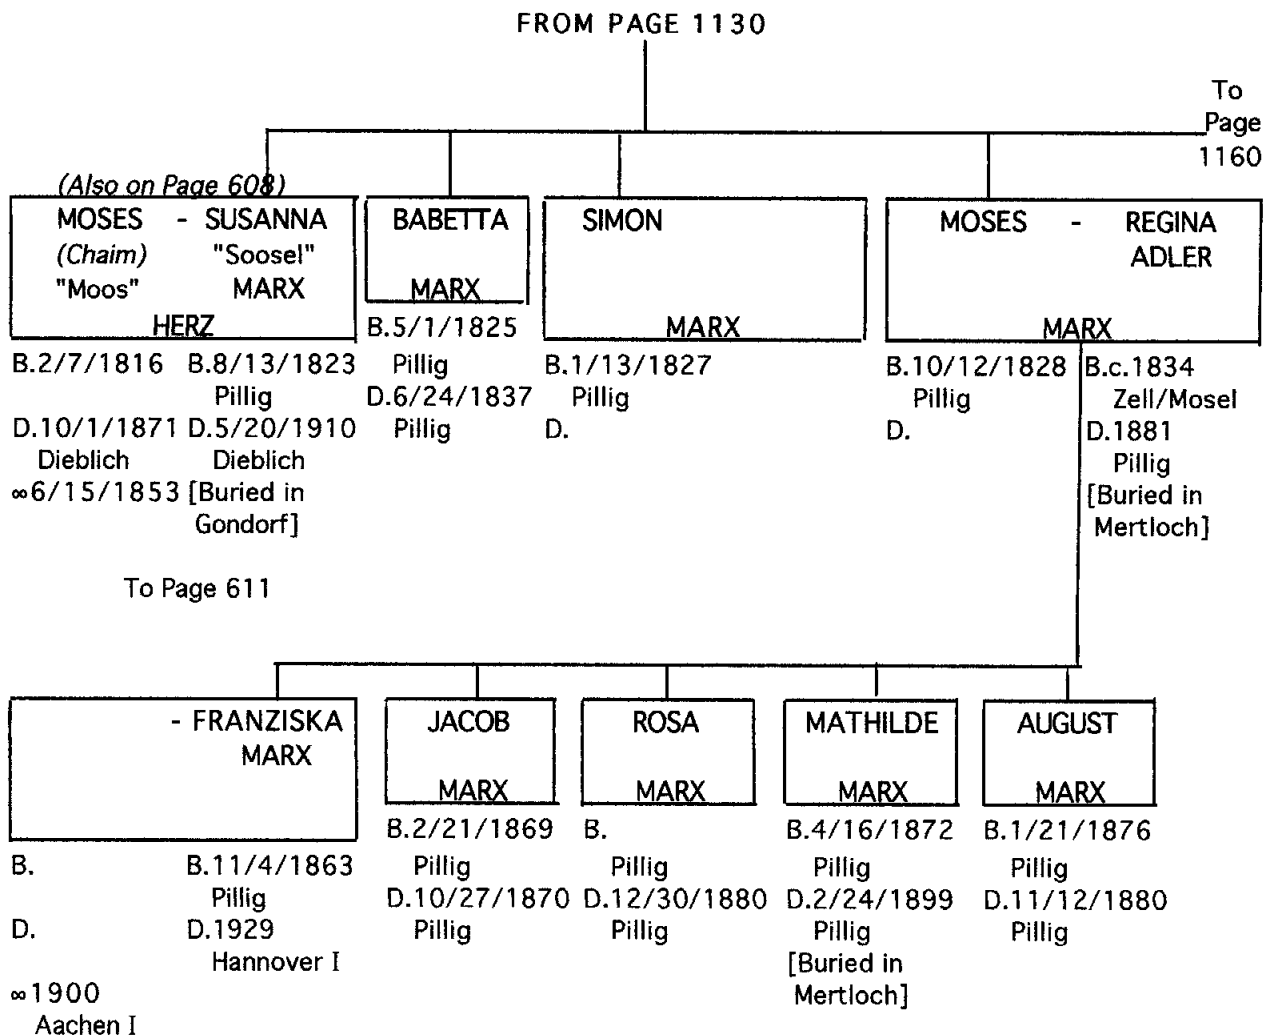 FROM PAGE 1130
To
Page
1160
(Also on Page 608)
MOSES - SUSANNA
(Chaim) "Soosel"
"Moos" MARX
HERZ
B.2/7/1816 B.8/13/1823
Pillig
D.10/1/1871 D.5/20/1910
Dieblich Dieblich
∞6/15/1853 [Buried in
Gondorf]
To Page 611
BABETTA
MARX
B.5/1/1825
Pillig
D.6/24/1837
Pillig
SIMON
MARX
B.1/13/1827
Pillig
D.
MOSES - REGINA
ADLER
MARX
B.10/12/1828 B.c.1834
Pillig Zell/Mosel
D. D.1881
Pillig
[Buried in
Mertloch]
- FRANZISKA
MARX
B. B.11/4/1863
Pillig
D. D.1929
Hannover I
∞1900
Aachen I
JACOB
MARX
B.2/21/1869
Pillig
D.10/27/1870
Pillig
ROSA
MARX
B.
Pillig
D.12/30/1880
Pillig
MATHILDE
MARX
B.4/16/1872
Pillig
D.2/24/1899
Pillig
[Buried in
Mertloch]
AUGUST
MARX
B.1/21/1876
Pillig
D.11/12/1880
Pillig